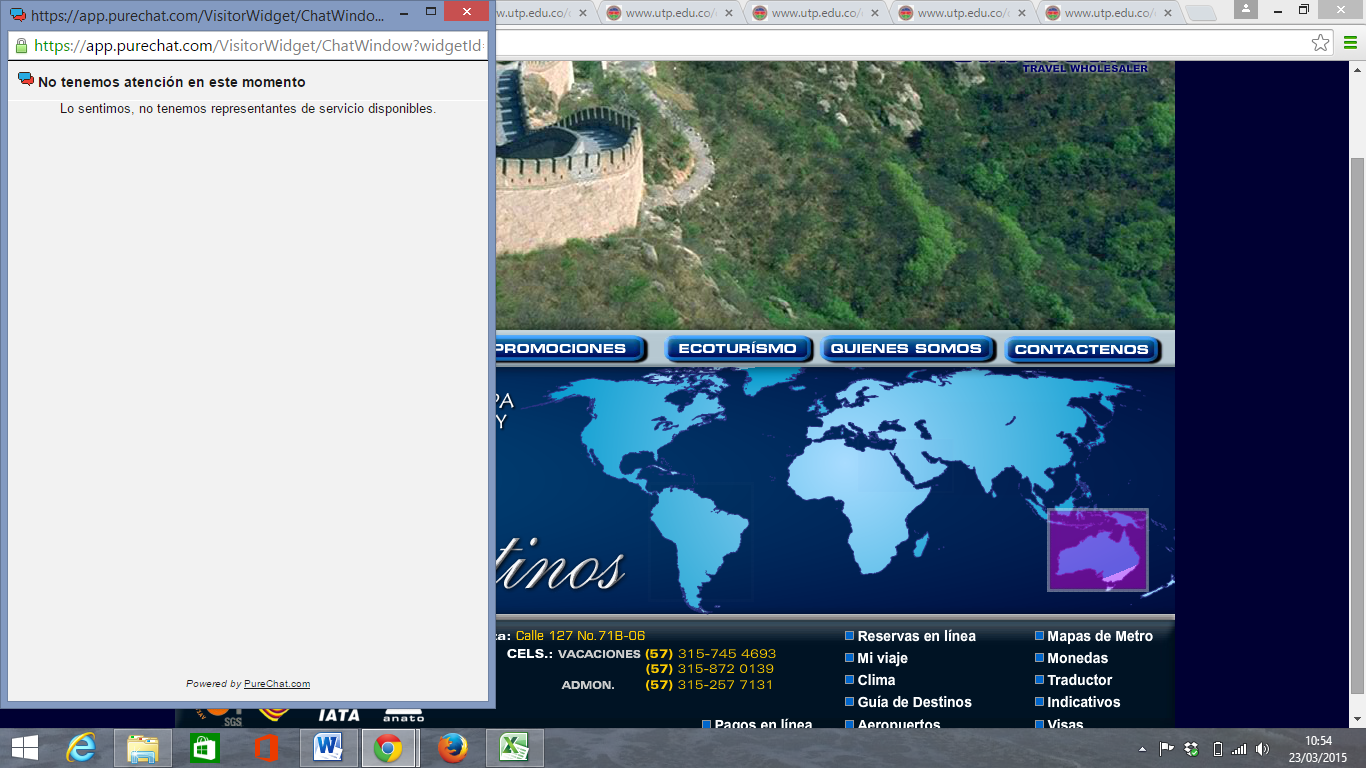 https://app.purechat.com/VisitorWidget/ChatWindo...
https://app.purechat.com/VisitorWidget/ChatWindow?widgetId=
No tenemos atención en este momento
Lo sentimos, no tenemos representantes de servicio disponibles.
Powered by PureChat.com
www.utp.edu.co/
www.utp.edu.co/
www.utp.edu.co/
www.utp.edu.co/
www.utp.edu.co/
TRAVEL WHOLESALER
PROMOCIONES
ECOTURÍSMO
QUIENES SOMOS
CONTACTENOS
PA
Y
tinos
ta: Calle 127 No.71B-06
CELS.: VACACIONES (57) 315-745 4693
(57) 315-872 0139
ADMON. (57) 315-257 7131
Reservas en línea
Mi viaje
Clima
Guía de Destinos
Aeropuertos
Mapas de Metro
Monedas
Traductor
Indicativos
Visas
Pagos en línea
SGS
IATA
anato
10:54
23/03/2015